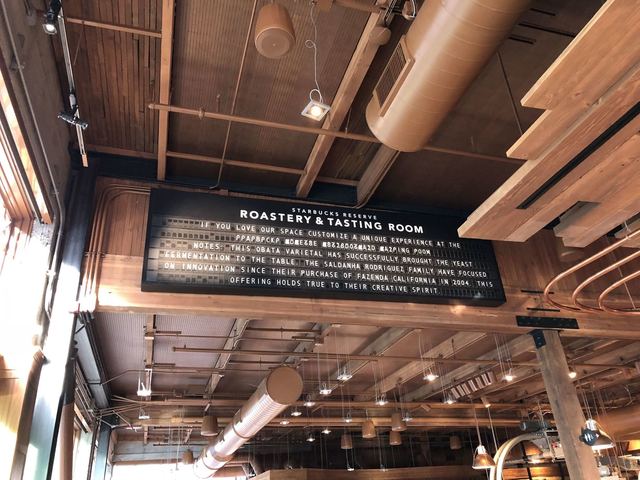 STARBUCKS RESERVE
ROASTERY & TASTING ROOM
IF YOU LOVE OUR SPACE CUSTOMIZE A UNIQUE EXPERIENCE AT THE
NOTES. THIS OBATA VARIETAL HAS SUCCESSFULLY BROUGHT THE YEAST
FERMENTATION TO THE TABLE. THE SALDANHA RODRIGUEZ FAMILY HAVE FOCUSED
ON INNOVATION SINCE THEIR PURCHASE OF FAZENDA CALIFORNIA IN 2004. THIS
OFFERING HOLDS TRUE TO THEIR CREATIVE SPIRIT.